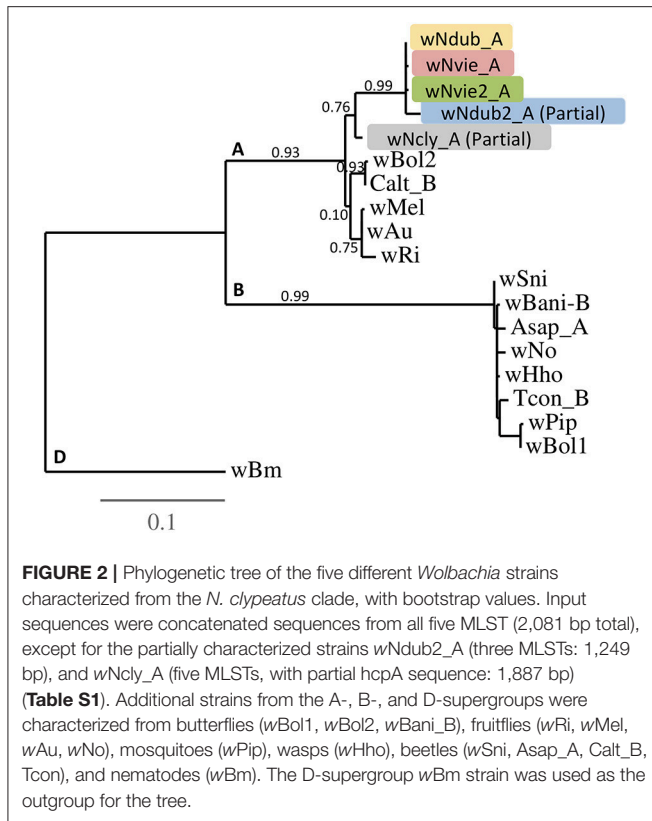 wNdub_A
wNvie_A
0.99
wNvie2_A
wNdub2_A (Partial)
0.76
wNcly_A (Partial)
A
0.93
wBol2
0.93
Calt_B
wMel
0.10
wAu
0.75
wRi
wSni
B
0.99
wBani-B
Asap_A
wNo
wHho
Tcon_B
wPip
wBol1
D
wBm
0.1
FIGURE 2 | Phylogenetic tree of the five different Wolbachia strains
characterized from the N. clypeatus clade, with bootstrap values. Input
sequences were concatenated sequences from all five MLST (2,081 bp total),
except for the partially characterized strains wNdub2_A (three MLSTs: 1,249
bp), and wNcly_A (five MLSTs, with partial hcpA sequence: 1,887 bp)
(Table S1). Additional strains from the A-, B-, and D-supergroups were
characterized from butterflies (wBol1, wBol2, wBani_B), fruitflies (wRi, wMel,
wAu, wNo), mosquitoes (wPip), wasps (wHho), beetles (wSni, Asap_A, Calt_B,
Tcon), and nematodes (wBm). The D-supergroup wBm strain was used as the
outgroup for the tree.